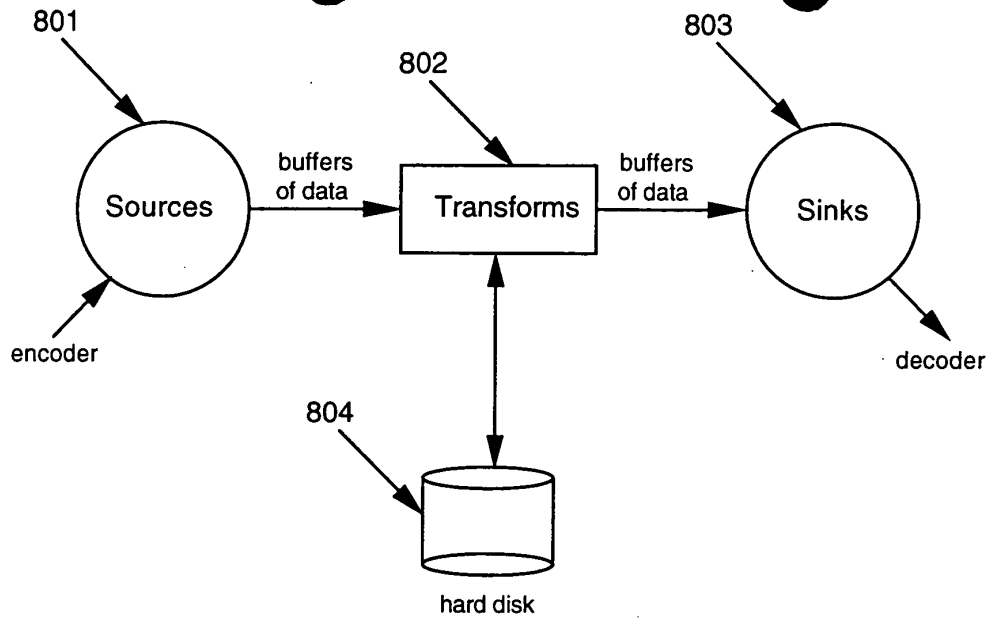 801
802
803
buffers
of data
buffers
of data
Sources
Transforms
Sinks
encoder
decoder
804
hard disk